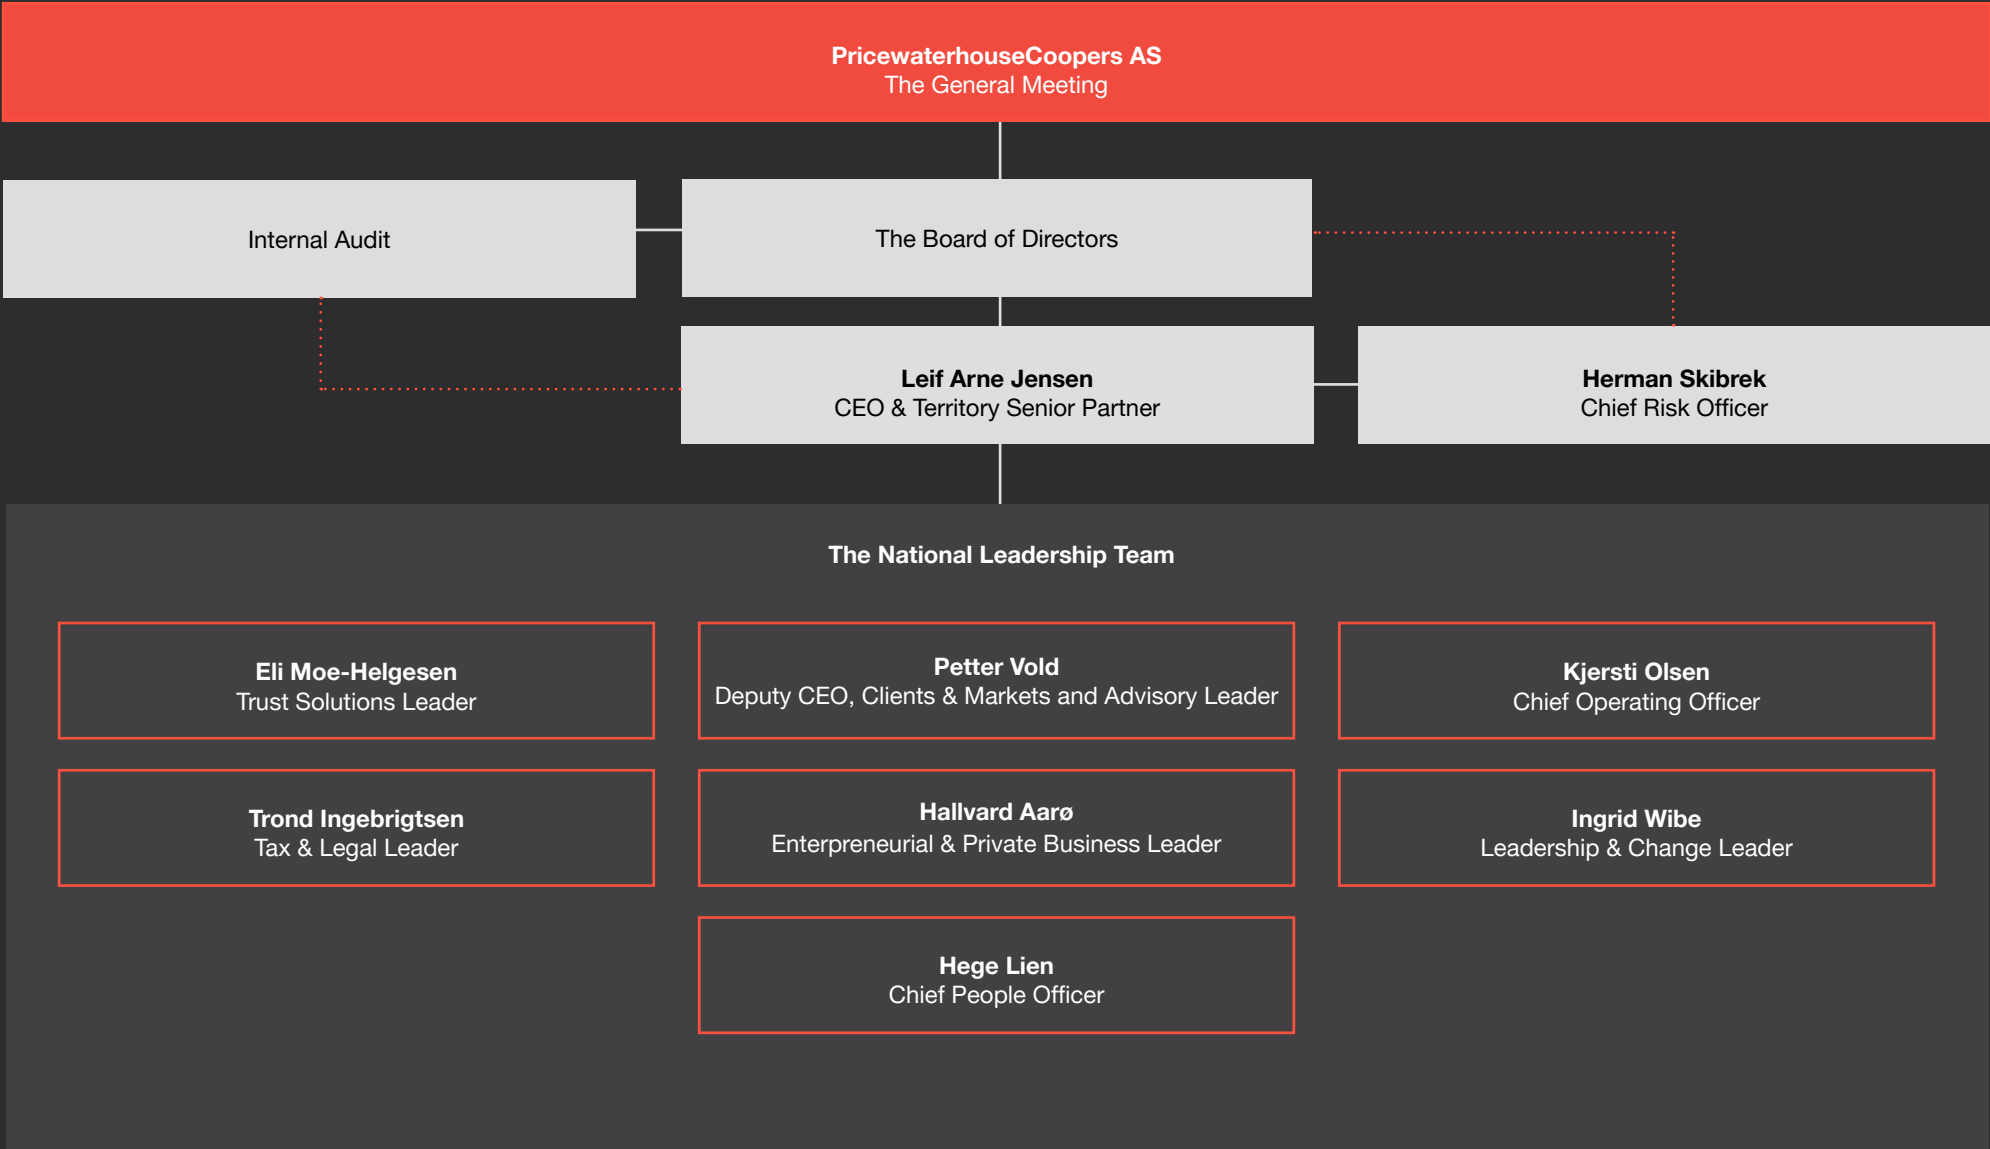 PricewaterhouseCoopers AS
The General Meeting
Internal Audit
The Board of Directors
Leif Arne Jensen
CEO & Territory Senior Partner
Herman Skibrek
Chief Risk Officer
The National Leadership Team
Eli Moe-Helgesen
Trust Solutions Leader
Petter Vold
Deputy CEO, Clients & Markets and Advisory Leader
Kjersti Olsen
Chief Operating Officer
Trond Ingebrigtsen
Tax & Legal Leader
Hallvard Aarø
Enterpreneurial & Private Business Leader
Ingrid Wibe
Leadership & Change Leader
Hege Lien
Chief People Officer